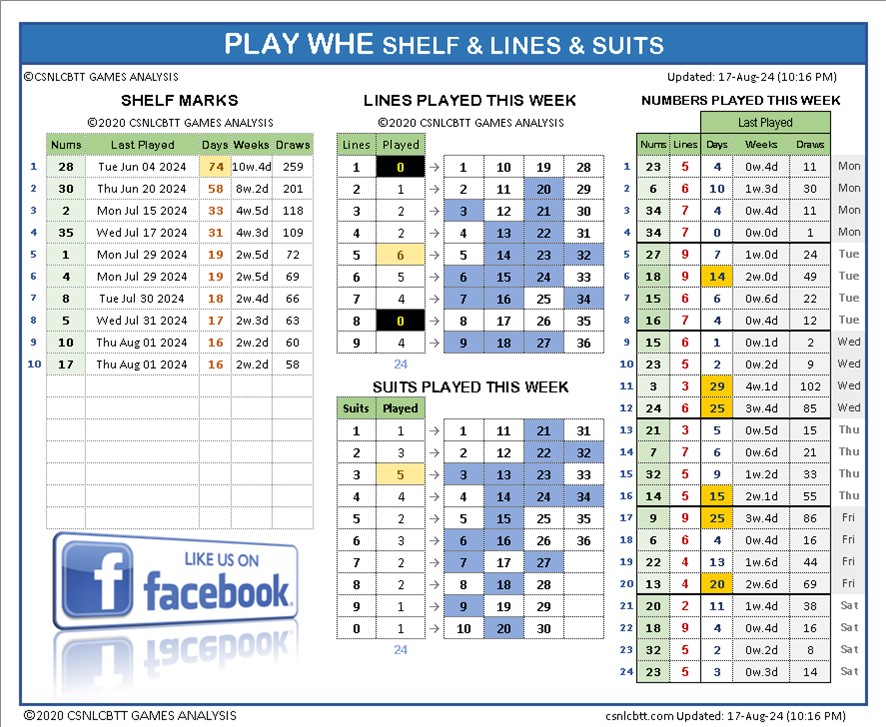 PLAY WHE SHELF & LINES & SUITS
©CSNLCBTT GAMES ANALYSIS
Updated: 17-Aug-24 (10:16 PM)
SHELF MARKS
©2020 CSNLCBTT GAMES ANALYSIS
Nums Last Played Days Weeks Draws
1 28 Tue Jun 04 2024 74 10w.4d 259
2 30 Thu Jun 20 2024 58 8w.2d 201
3 2 Mon Jul 15 2024 33 4w.5d 118
4 35 Wed Jul 17 2024 31 4w.3d 109
5 1 Mon Jul 29 2024 19 2w.5d 72
6 4 Mon Jul 29 2024 19 2w.5d 69
7 8 Tue Jul 30 2024 18 2w.4d 66
8 5 Wed Jul 31 2024 17 2w.3d 63
9 10 Thu Aug 01 2024 16 2w.2d 60
10 17 Thu Aug 01 2024 16 2w.2d 58
LIKE US ON
f facebook®
LINES PLAYED THIS WEEK
©2020 CSNLCBTT GAMES ANALYSIS
Lines Played
1 0 → 1 10 19 28
2 1 → 2 11 20 29
3 2 → 3 12 21 30
4 2 → 4 13 22 31
5 6 → 5 14 23 32
6 5 → 6 15 24 33
7 4 → 7 16 25 34
8 0 → 8 17 26 35
9 4 → 9 18 27 36
24
SUITS PLAYED THIS WEEK
Suits Played
1 1 → 1 11 21 31
2 3 → 2 12 22 32
3 5 → 3 13 23 33
4 4 → 4 14 24 34
5 2 → 5 15 25 35
6 3 → 6 16 26 36
7 2 → 7 17 27
8 2 → 8 18 28
9 1 → 9 19 29
0 1 → 10 20 30
24
NUMBERS PLAYED THIS WEEK
Last Played
Nums Lines Days Weeks Draws
1 23 5 4 0w.4d 11 Mon
2 6 6 10 1w.3d 30 Mon
3 34 7 4 0w.4d 11 Mon
4 34 7 0 0w.0d 1 Mon
5 27 9 7 1w.0d 24 Tue
6 18 9 14 2w.0d 49 Tue
7 15 6 6 0w.6d 22 Tue
8 16 7 4 0w.4d 12 Tue
9 15 6 1 0w.1d 2 Wed
10 23 5 2 0w.2d 9 Wed
11 3 3 29 4w.1d 102 Wed
12 24 6 25 3w.4d 85 Wed
13 21 3 5 0w.5d 15 Thu
14 7 7 6 0w.6d 21 Thu
15 32 5 9 1w.2d 33 Thu
16 14 5 15 2w.1d 55 Thu
17 9 9 25 3w.4d 86 Fri
18 6 6 4 0w.4d 16 Fri
19 22 4 13 1w.6d 44 Fri
20 13 4 20 2w.6d 69 Fri
21 20 2 11 1w.4d 38 Sat
22 18 9 4 0w.4d 16 Sat
23 32 5 2 0w.2d 8 Sat
24 23 5 3 0w.3d 14 Sat
©2020 CSNLCBTT GAMES ANALYSIS
csnlcbtt.com Updated: 17-Aug-24 (10:16 PM)